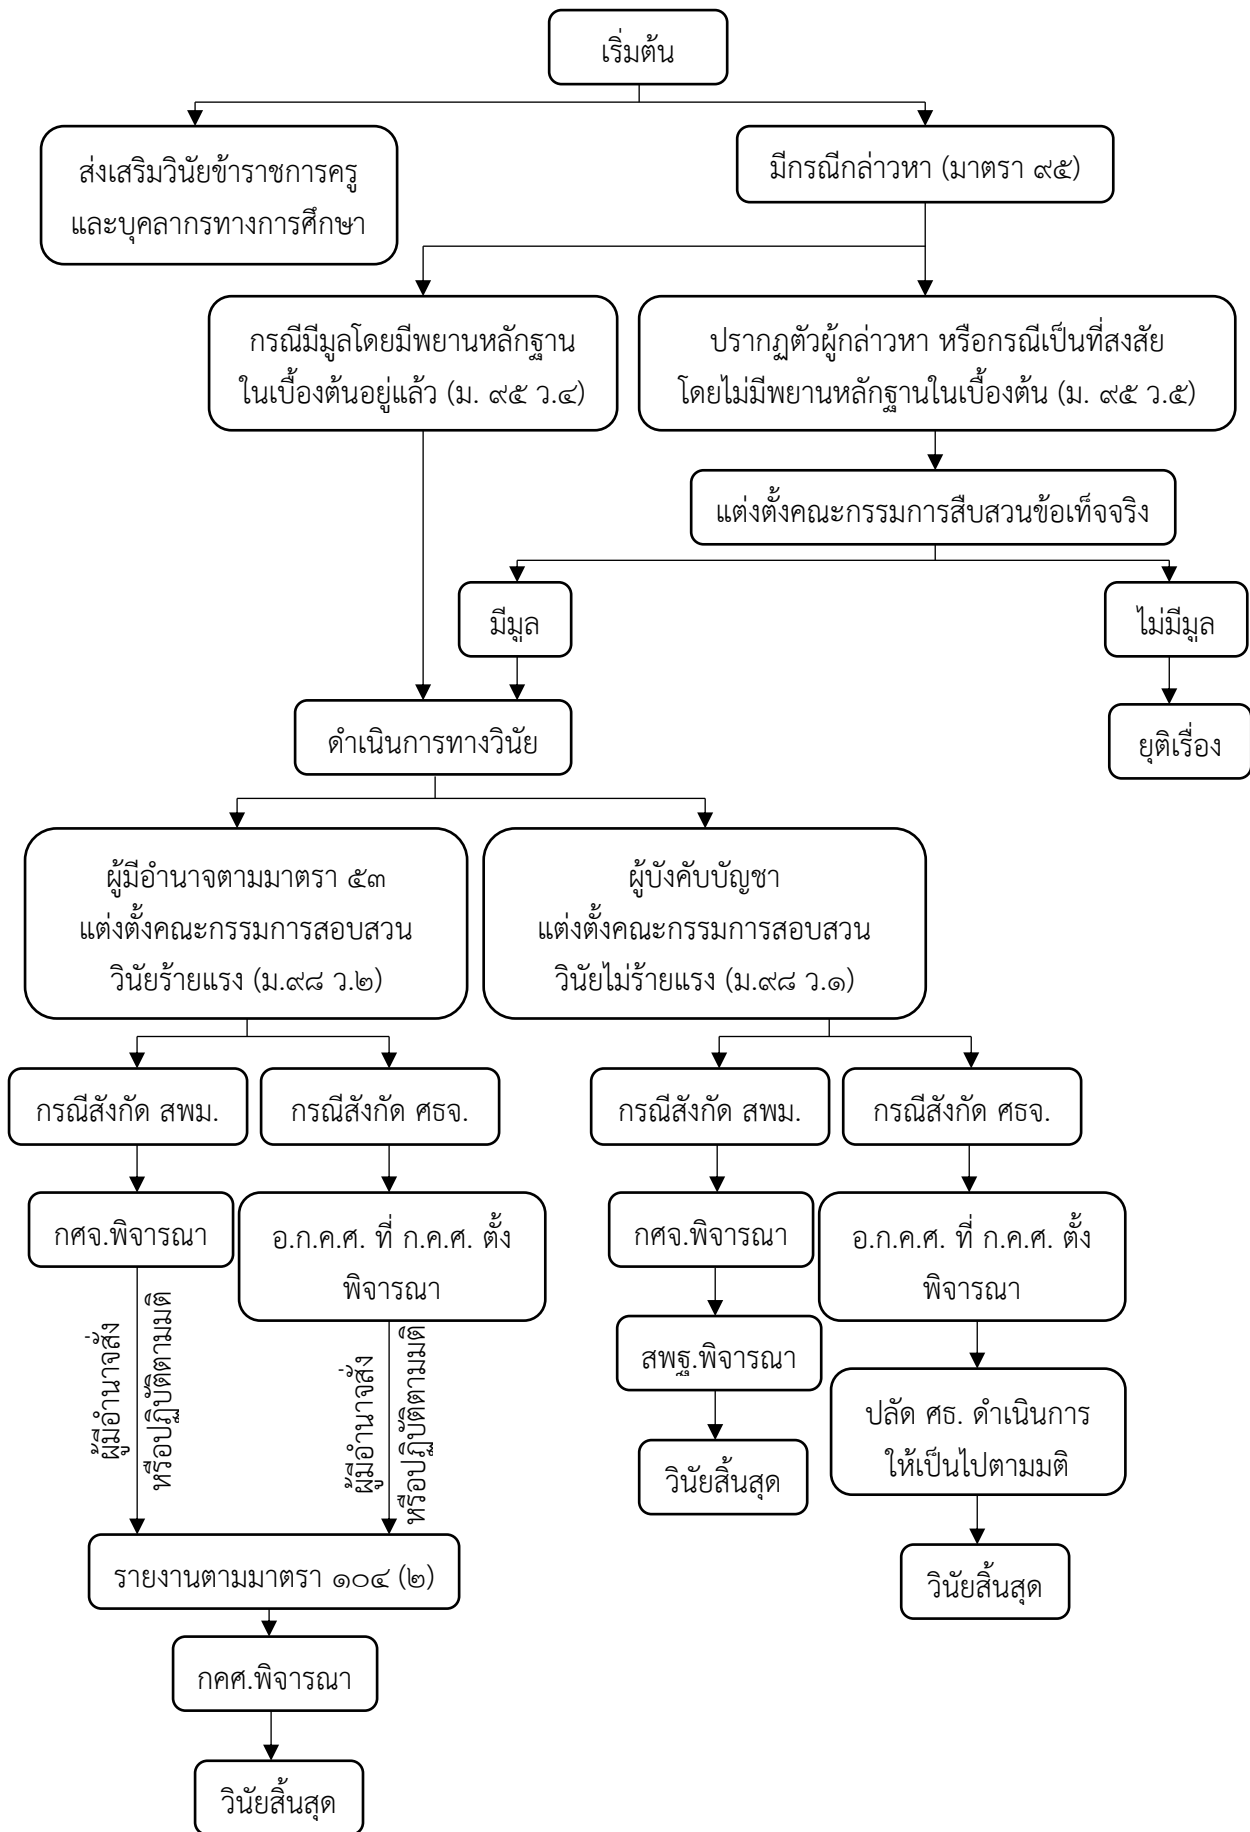 เริ่มต้น
ส่งเสริมวินัยข้าราชการครู
และบุคลากรทางการศึกษา
มีกรณีกล่าวหา (มาตรา ๙๕)
กรณีมีมูลโดยมีพยานหลักฐาน
ในเบื้องต้นอยู่แล้ว (ม. ๙๕ ว.๔)
ปรากฏตัวผู้กล่าวหา หรือกรณีเป็นที่สงสัย
โดยไม่มีพยานหลักฐานในเบื้องต้น (ม. ๙๕ ว.๕)
แต่งตั้งคณะกรรมการสืบสวนข้อเท็จจริง
มีมูล
ไม่มีมูล
ดำเนินการทางวินัย
ยุติเรื่อง
ผู้มีอำนาจตามมาตรา ๕๓
แต่งตั้งคณะกรรมการสอบสวน
วินัยร้ายแรง (ม.๙๘ ว.๒)
ผู้บังคับบัญชา
แต่งตั้งคณะกรรมการสอบสวน
วินัยไม่ร้ายแรง (ม.๙๘ ว.๑)
กรณีสังกัด สพม.
กรณีสังกัด ศธจ.
กรณีสังกัด สพม.
กรณีสังกัด ศธจ.
กศจ.พิจารณา
อ.ก.ค.ศ. ที่ ก.ค.ศ. ตั้ง
พิจารณา
กศจ.พิจารณา
อ.ก.ค.ศ. ที่ ก.ค.ศ. ตั้ง
พิจารณา
ผู้มีอำนาจสั่ง
หรือปฏิบัติตามมติ
ผู้มีอำนาจสั่ง
หรือปฏิบัติตามมติ
สพฐ.พิจารณา
ปลัด ศธ. ดำเนินการ
ให้เป็นไปตามมติ
วินัยสิ้นสุด
รายงานตามมาตรา ๑๐๔ (๒)
วินัยสิ้นสุด
กคศ.พิจารณา
วินัยสิ้นสุด